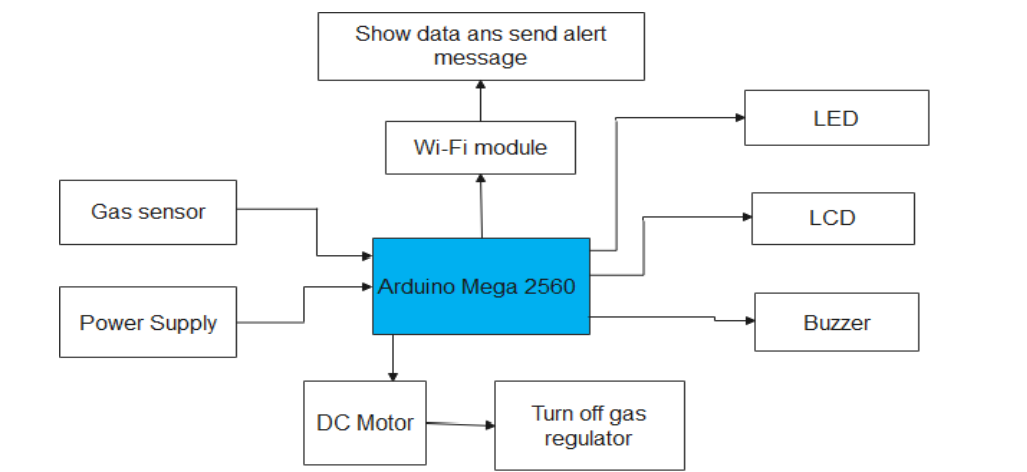 Show data ans send alert
message
LED
Wi-Fi module
Gas sensor
LCD
Arduino Mega 2560
Power Supply
Buzzer
DC Motor
Turn off gas
regulator